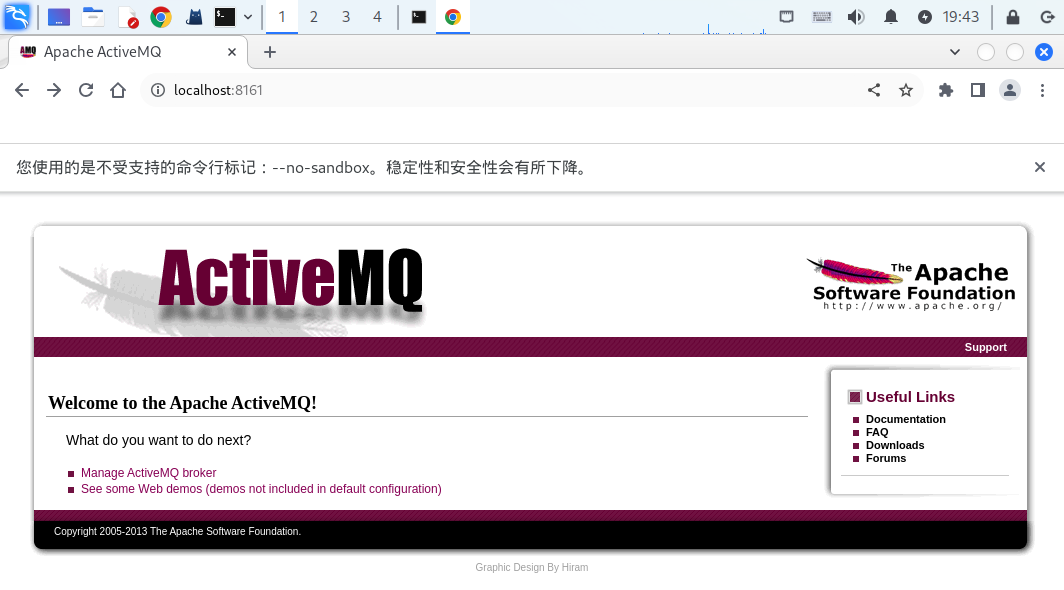 1 2 3 4
19:43
Apache ActiveMQ
localhost:8161
您使用的是不受支持的命令行标记：--no-sandbox。稳定性和安全性会有所下降。
ActiveMQ
The Apache
Software Foundation
http://www.apache.org/
Support
Welcome to the Apache ActiveMQ!
What do you want to do next?
Manage ActiveMQ broker
See some Web demos (demos not included in default configuration)
Useful Links
Documentation
FAQ
Downloads
Forums
Copyright 2005-2013 The Apache Software Foundation.
Graphic Design By Hiram